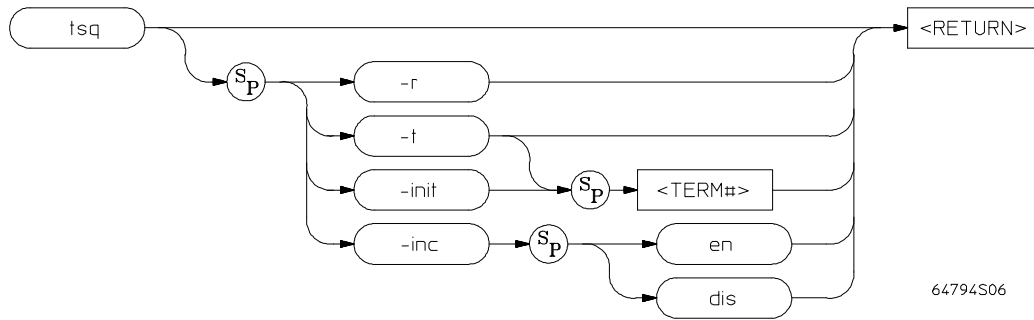 tsq
<RETURN>
SP
-r
-t
-init
SP
<TERM#>
-inc
SP
en
dis
64794S06